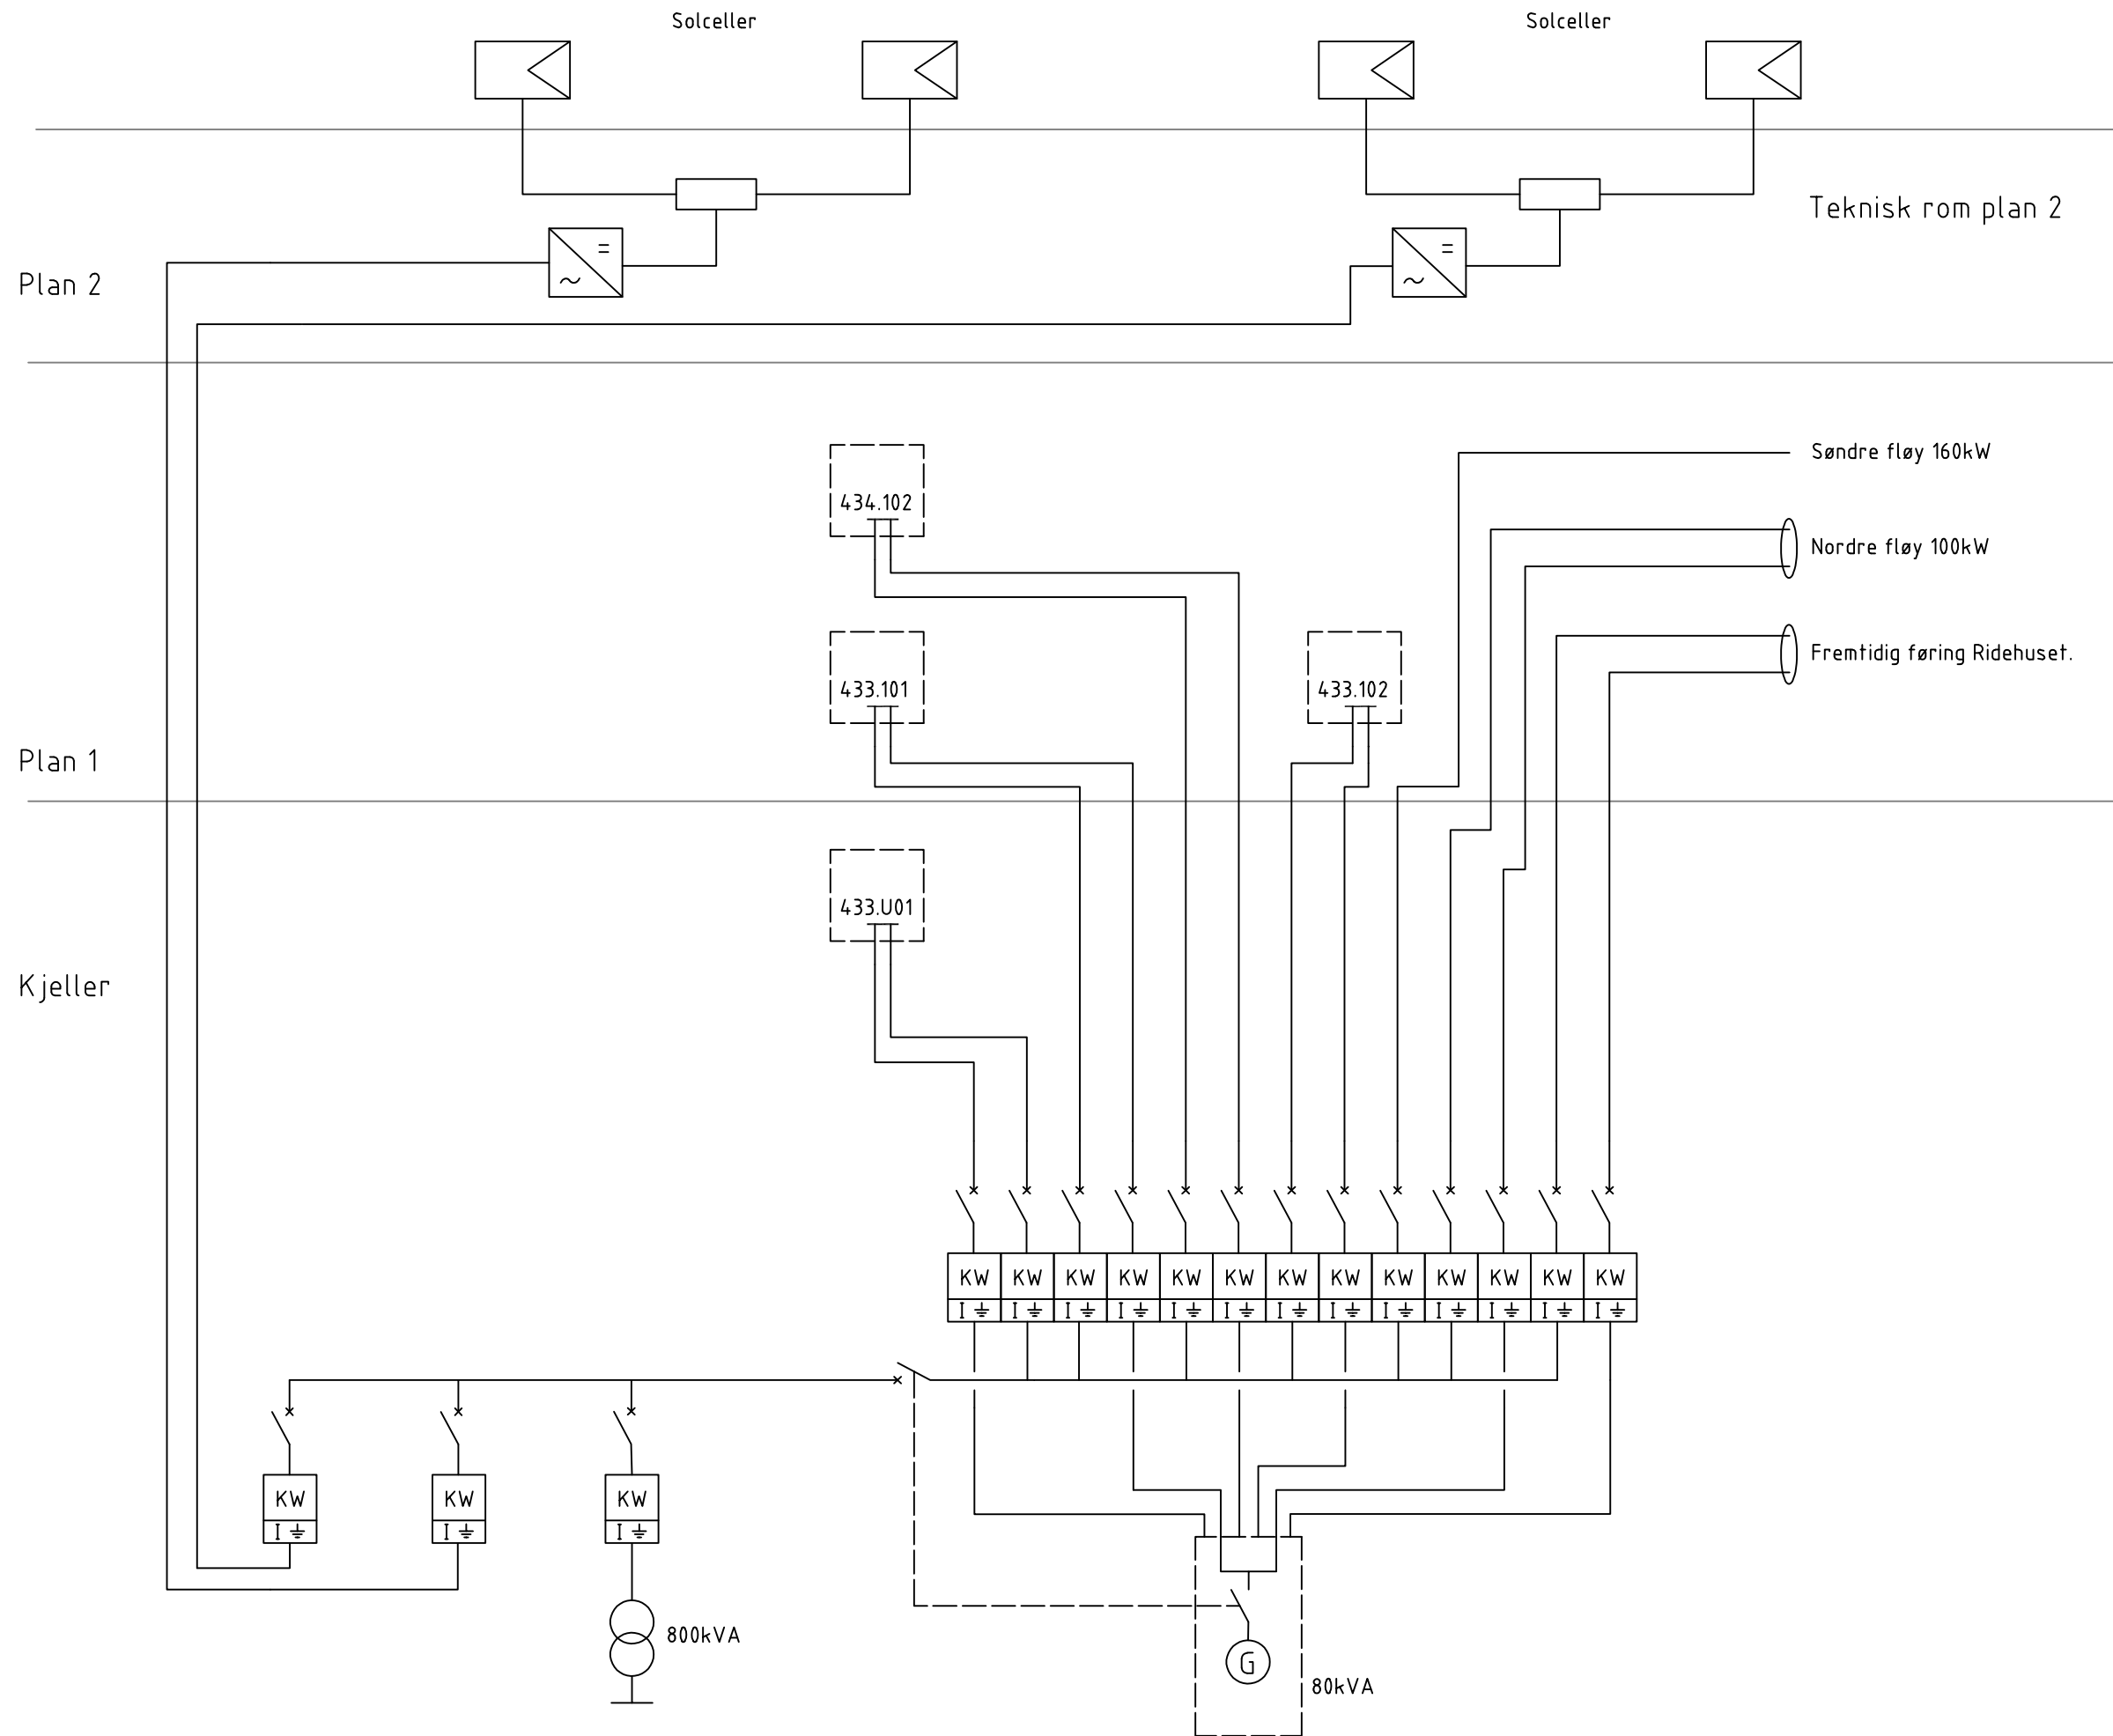 Solceller
Solceller
Teknisk rom plan 2
=
=
~
~
Plan 2
Søndre fløy 160kW
434.102
Nordre fløy 100kW
Fremtidig føring Ridehuset.
433.101
433.102
Plan 1
433.U01
Kjeller
KW KW KW KW KW KW KW KW KW KW KW KW KW
I I I I I I I I I I I I I
KW KW KW
I I I
800kVA
G
80kVA